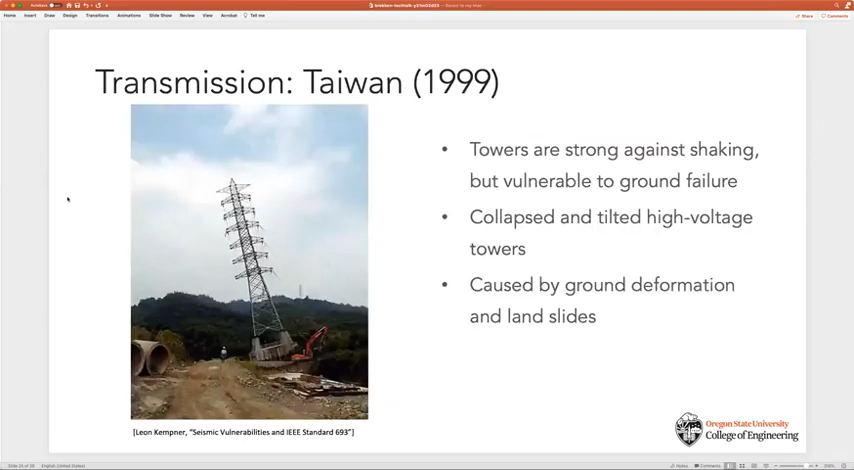 AutoSave
Home Insert Draw Design Transitions Animations Slide Show Review View Acrobat Tell me
Share Comments
Transmission: Taiwan (1999)
• Towers are strong against shaking,
but vulnerable to ground failure
• Collapsed and tilted high-voltage
towers
• Caused by ground deformation
and land slides
[Leon Kempner, "Seismic Vulnerabilities and IEEE Standard 693"]
Oregon State University
College of Engineering
English (United States)
Notes Comments